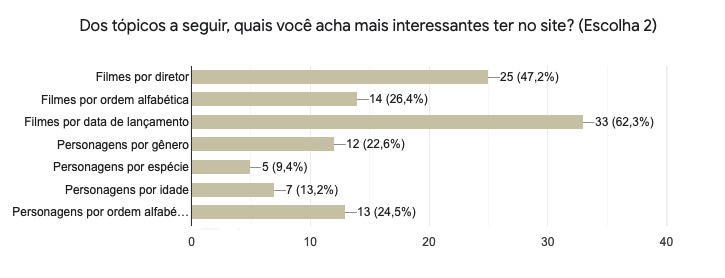 Dos tópicos a seguir, quais você acha mais interessantes ter no site? (Escolha 2)
Filmes por diretor 25 (47,2%)
Filmes por ordem alfabética 14 (26,4%)
Filmes por data de lançamento 33 (62,3%)
Personagens por gênero 12 (22,6%)
Personagens por espécie 5 (9,4%)
Personagens por idade 7 (13,2%)
Personagens por ordem alfabé… 13 (24,5%)
0 10 20 30 40